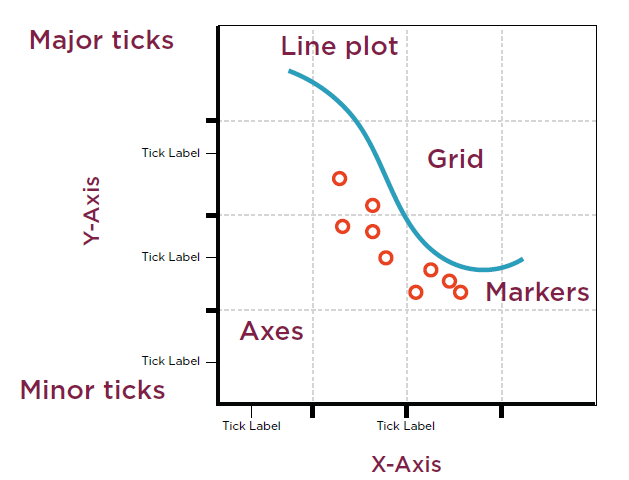 Major ticks
Line plot
Tick Label
Grid
Y-Axis
Tick Label
Markers
Axes
Tick Label
Minor ticks
Tick Label
Tick Label
X-Axis